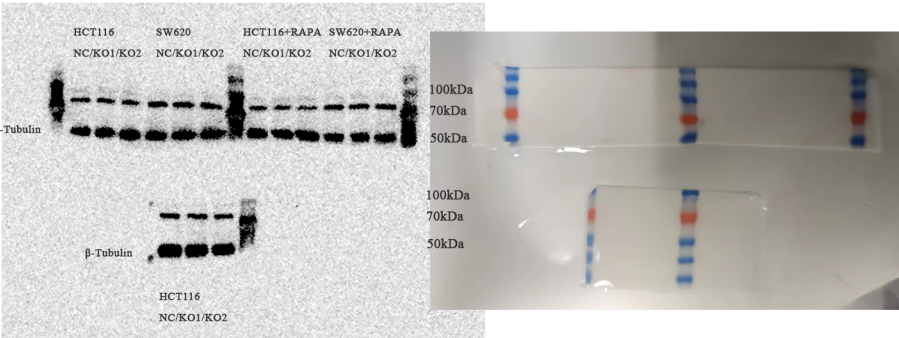 HCT116 SW620 HCT116+RAPA SW620+RAPA
NC/KO1/KO2 NC/KO1/KO2 NC/KO1/KO2 NC/KO1/KO2
100kDa
70kDa
-Tubulin
50kDa
100kDa
70kDa
50kDa
β-Tubulin
HCT116
NC/KO1/KO2